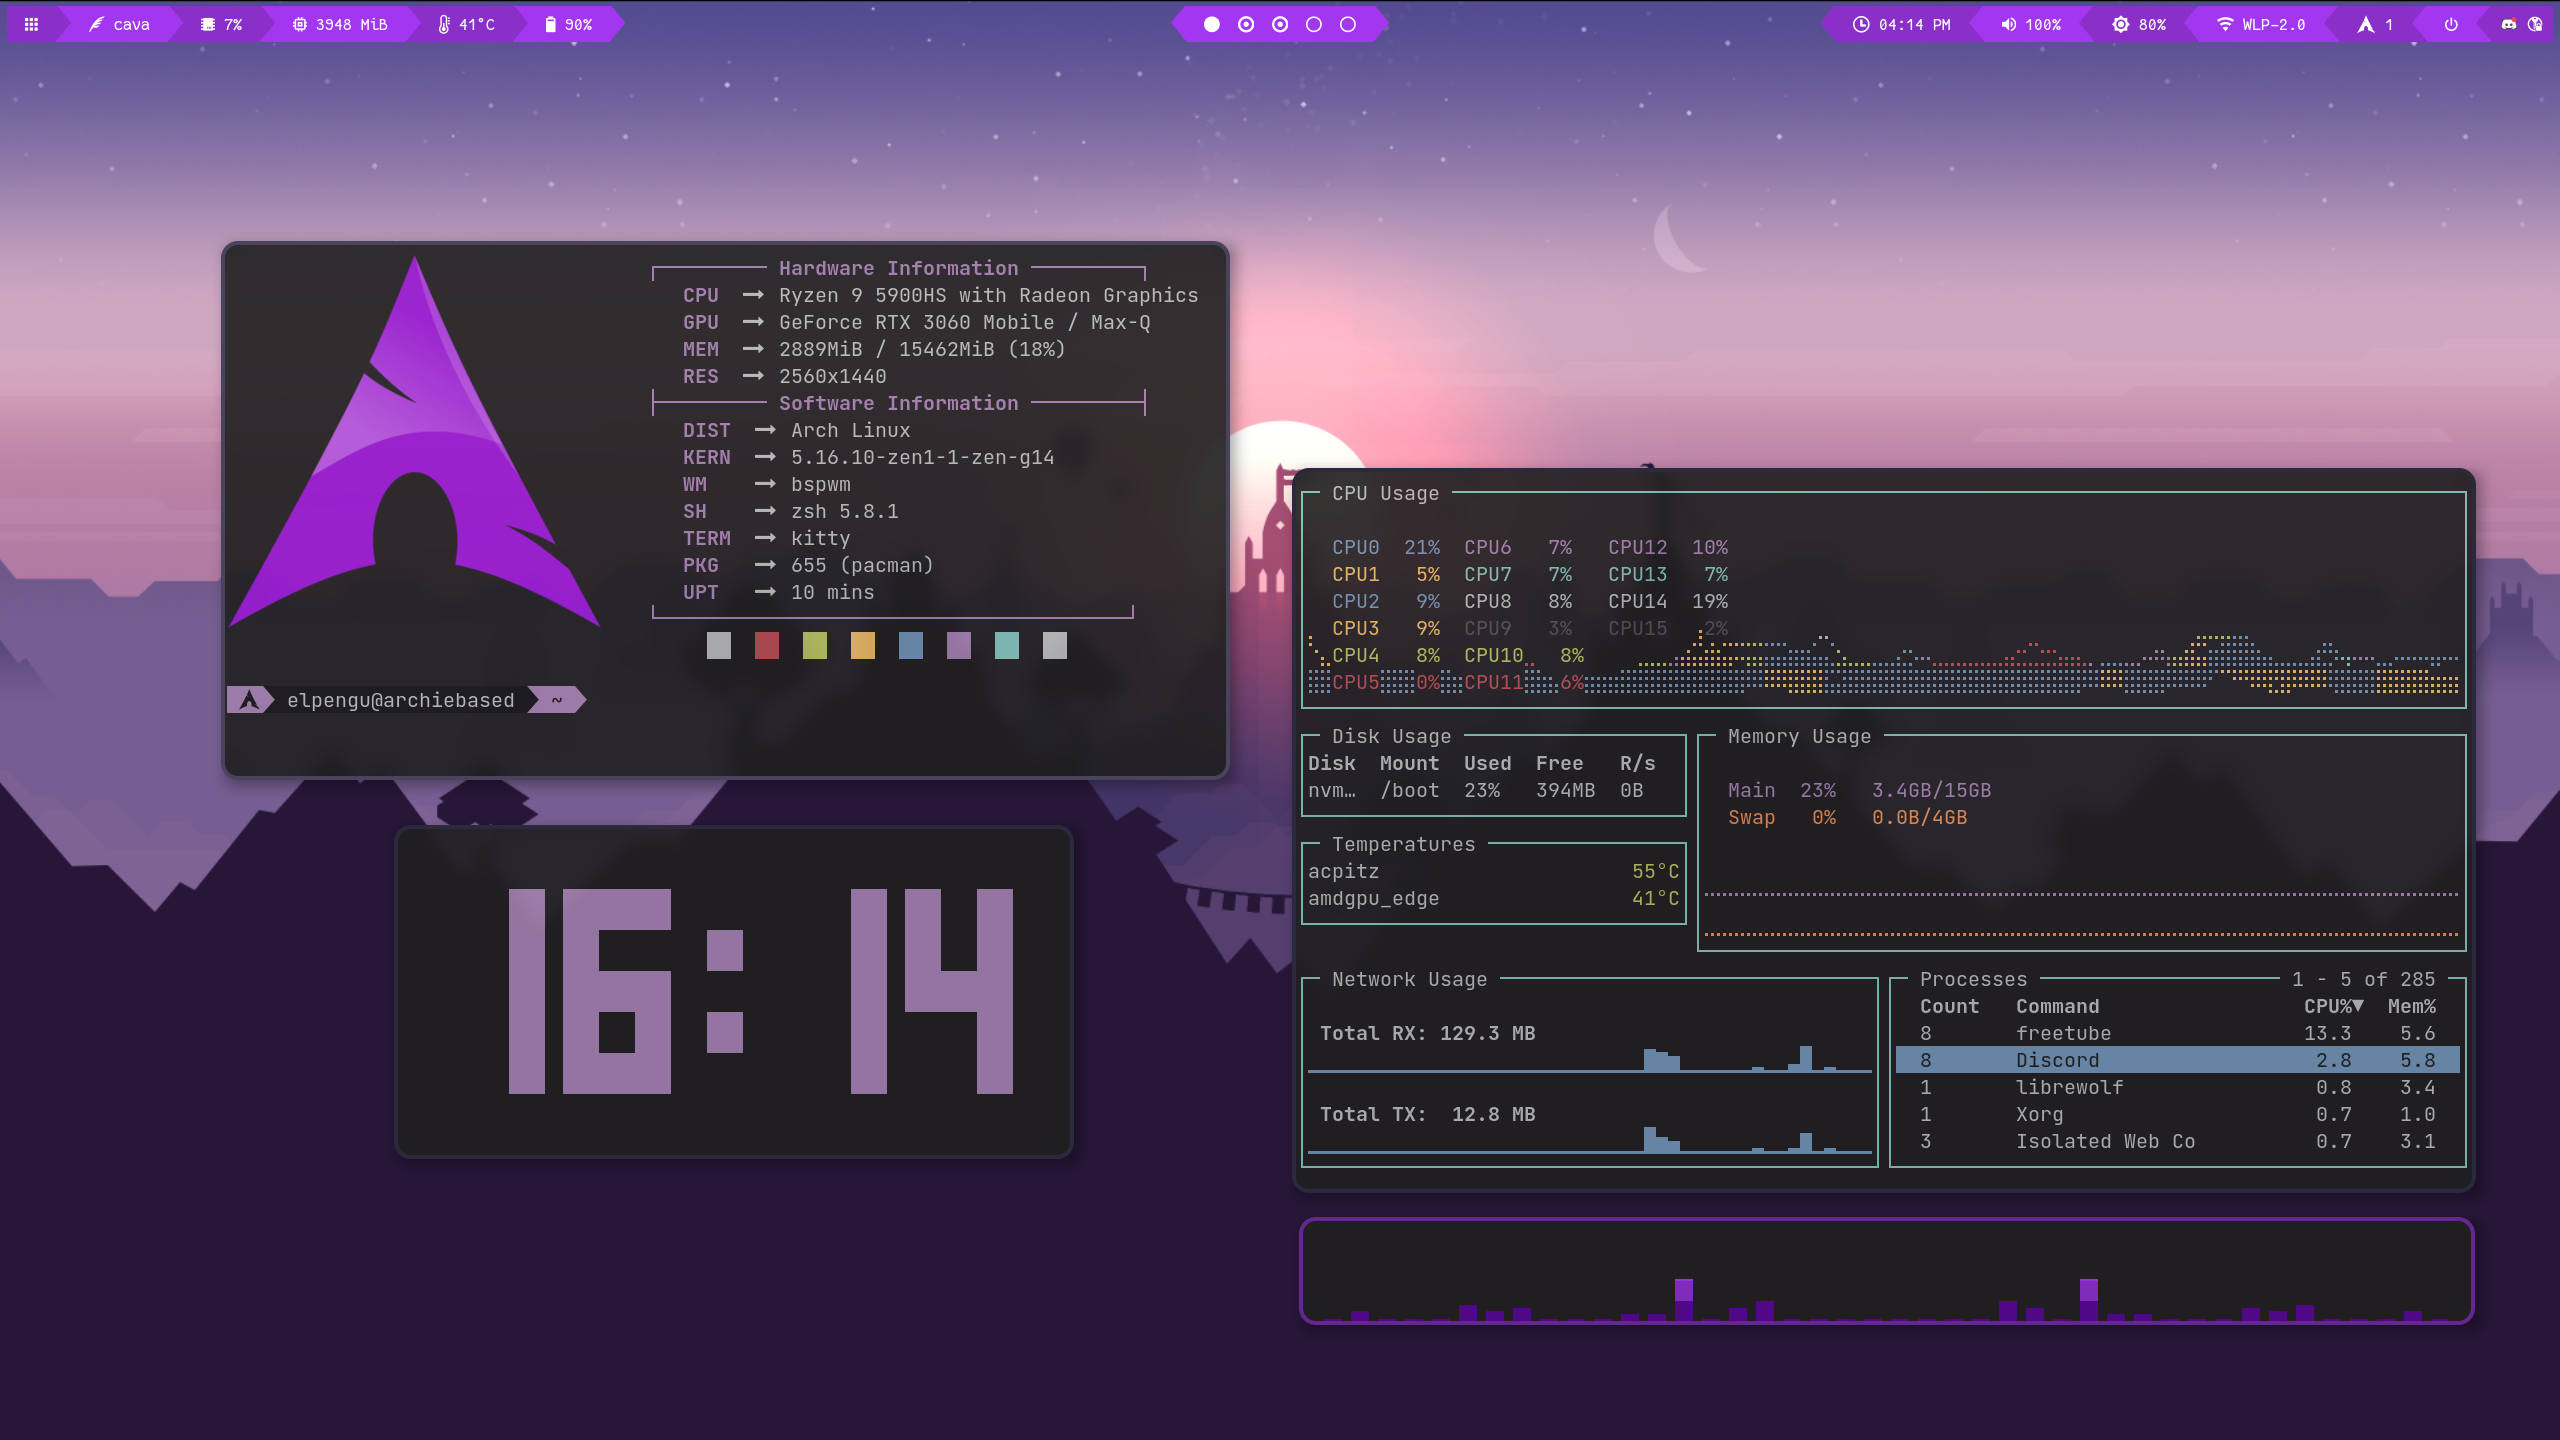 cava 7% 3948 MiB 41°C 90% 04:14 PM 100% 80% WLP-2.0 1
Hardware Information
CPU → Ryzen 9 5900HS with Radeon Graphics
GPU → GeForce RTX 3060 Mobile / Max-Q
MEM → 2889MiB / 15462MiB (18%)
RES → 2560x1440
Software Information
DIST → Arch Linux
KERN → 5.16.10-zen1-1-zen-g14
WM → bspwm
SH → zsh 5.8.1
TERM → kitty
PKG → 655 (pacman)
UPT → 10 mins
elpengu@archiebased ~
16:14
CPU Usage
CPU0 21% CPU6 7% CPU12 10%
CPU1 5% CPU7 7% CPU13 7%
CPU2 9% CPU8 8% CPU14 19%
CPU3 9% CPU9 3% CPU15 2%
CPU4 8% CPU10 8%
CPU5 0% CPU11 6%
Disk Usage
Disk Mount Used Free R/s
nvm… /boot 23% 394MB 0B
Temperatures
acpitz 55°C
amdgpu_edge 41°C
Memory Usage
Main 23% 3.4GB/15GB
Swap 0% 0.0B/4GB
Network Usage
Total RX: 129.3 MB
Total TX: 12.8 MB
Processes 1 - 5 of 285
Count Command CPU%▼ Mem%
8 freetube 13.3 5.6
8 Discord 2.8 5.8
1 librewolf 0.8 3.4
1 Xorg 0.7 1.0
3 Isolated Web Co 0.7 3.1